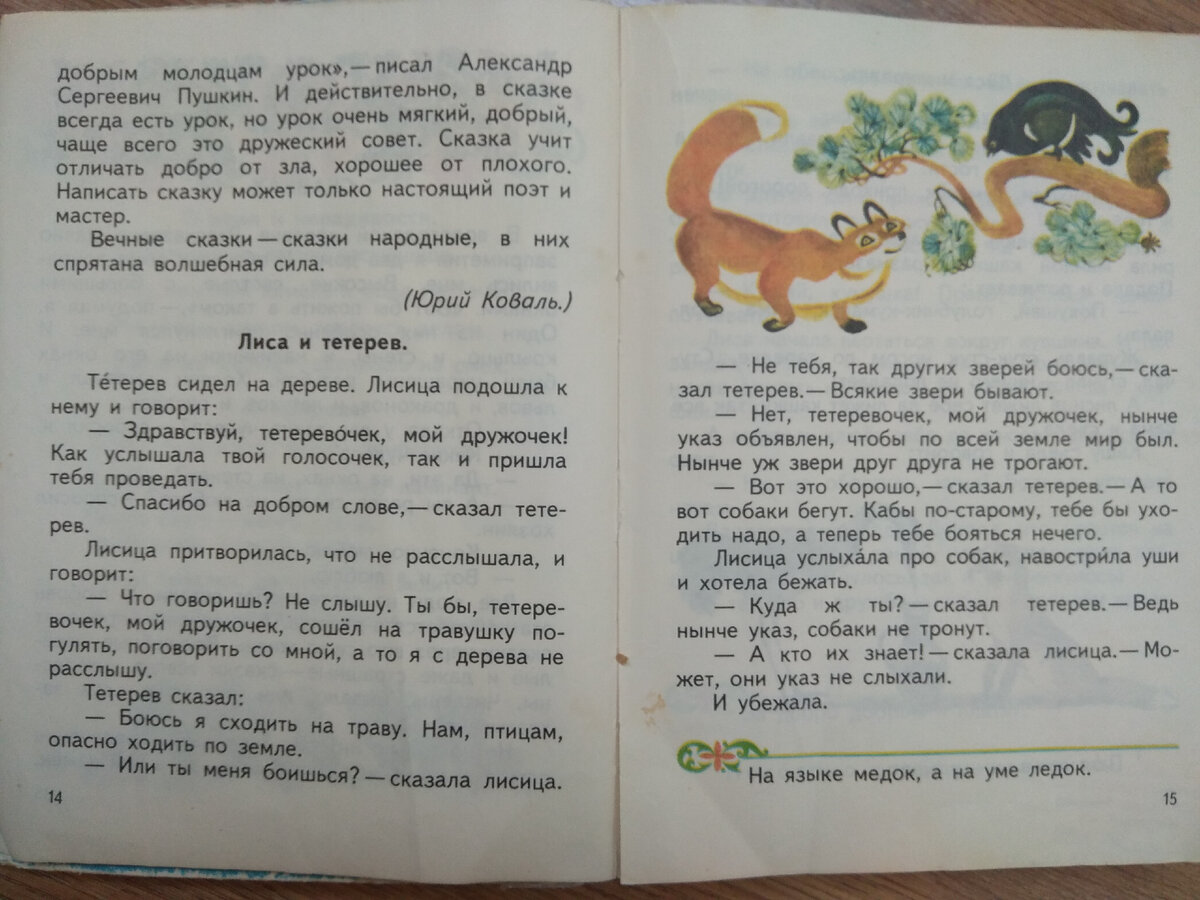 добрым молодцам урок»,— писал Александр
Сергеевич Пушкин. И действительно, в сказке
всегда есть урок, но урок очень мягкий, добрый,
чаще всего это дружеский совет. Сказка учит
отличать добро от зла, хорошее от плохого.
Написать сказку может только настоящий поэт и
мастер.
Вечные сказки — сказки народные, в них
спрятана волшебная сила.
(Юрий Коваль.)
Лиса и тетерев.
Те́терев сидел на дереве. Лисица подошла к
нему и говорит:
— Здравствуй, тетерево́чек, мой дружочек!
Как услышала твой голосочек, так и пришла
тебя проведать.
— Спасибо на добром слове,— сказал тете-
рев.
Лисица притворилась, что не расслышала, и
говорит:
— Что говоришь? Не слышу. Ты бы, тетере-
вочек, мой дружочек, сошёл на травушку по-
гулять, поговорить со мной, а то я с дерева не
расслышу.
Тетерев сказал:
— Боюсь я сходить на траву. Нам, птицам,
опасно ходить по земле.
— Или ты меня боишься? — сказала лисица.
14
— Не тебя, так других зверей боюсь,— ска-
зал тетерев.— Всякие звери бывают.
— Нет, тетеревочек, мой дружочек, нынче
указ объявлен, чтобы по всей земле мир был.
Нынче уж звери друг друга не трогают.
— Вот это хорошо,— сказал тетерев.— А то
вот собаки бегут. Кабы по-старому, тебе бы ухо-
дить надо, а теперь тебе бояться нечего.
Лисица услыха́ла про собак, навостри́ла уши
и хотела бежать.
— Куда ж ты? — сказал тетерев.— Ведь
нынче указ, собаки не тронут.
— А кто их знает! — сказала лисица.— Мо-
жет, они указ не слыхали.
И убежала.
На языке медок, а на уме ледок.
15